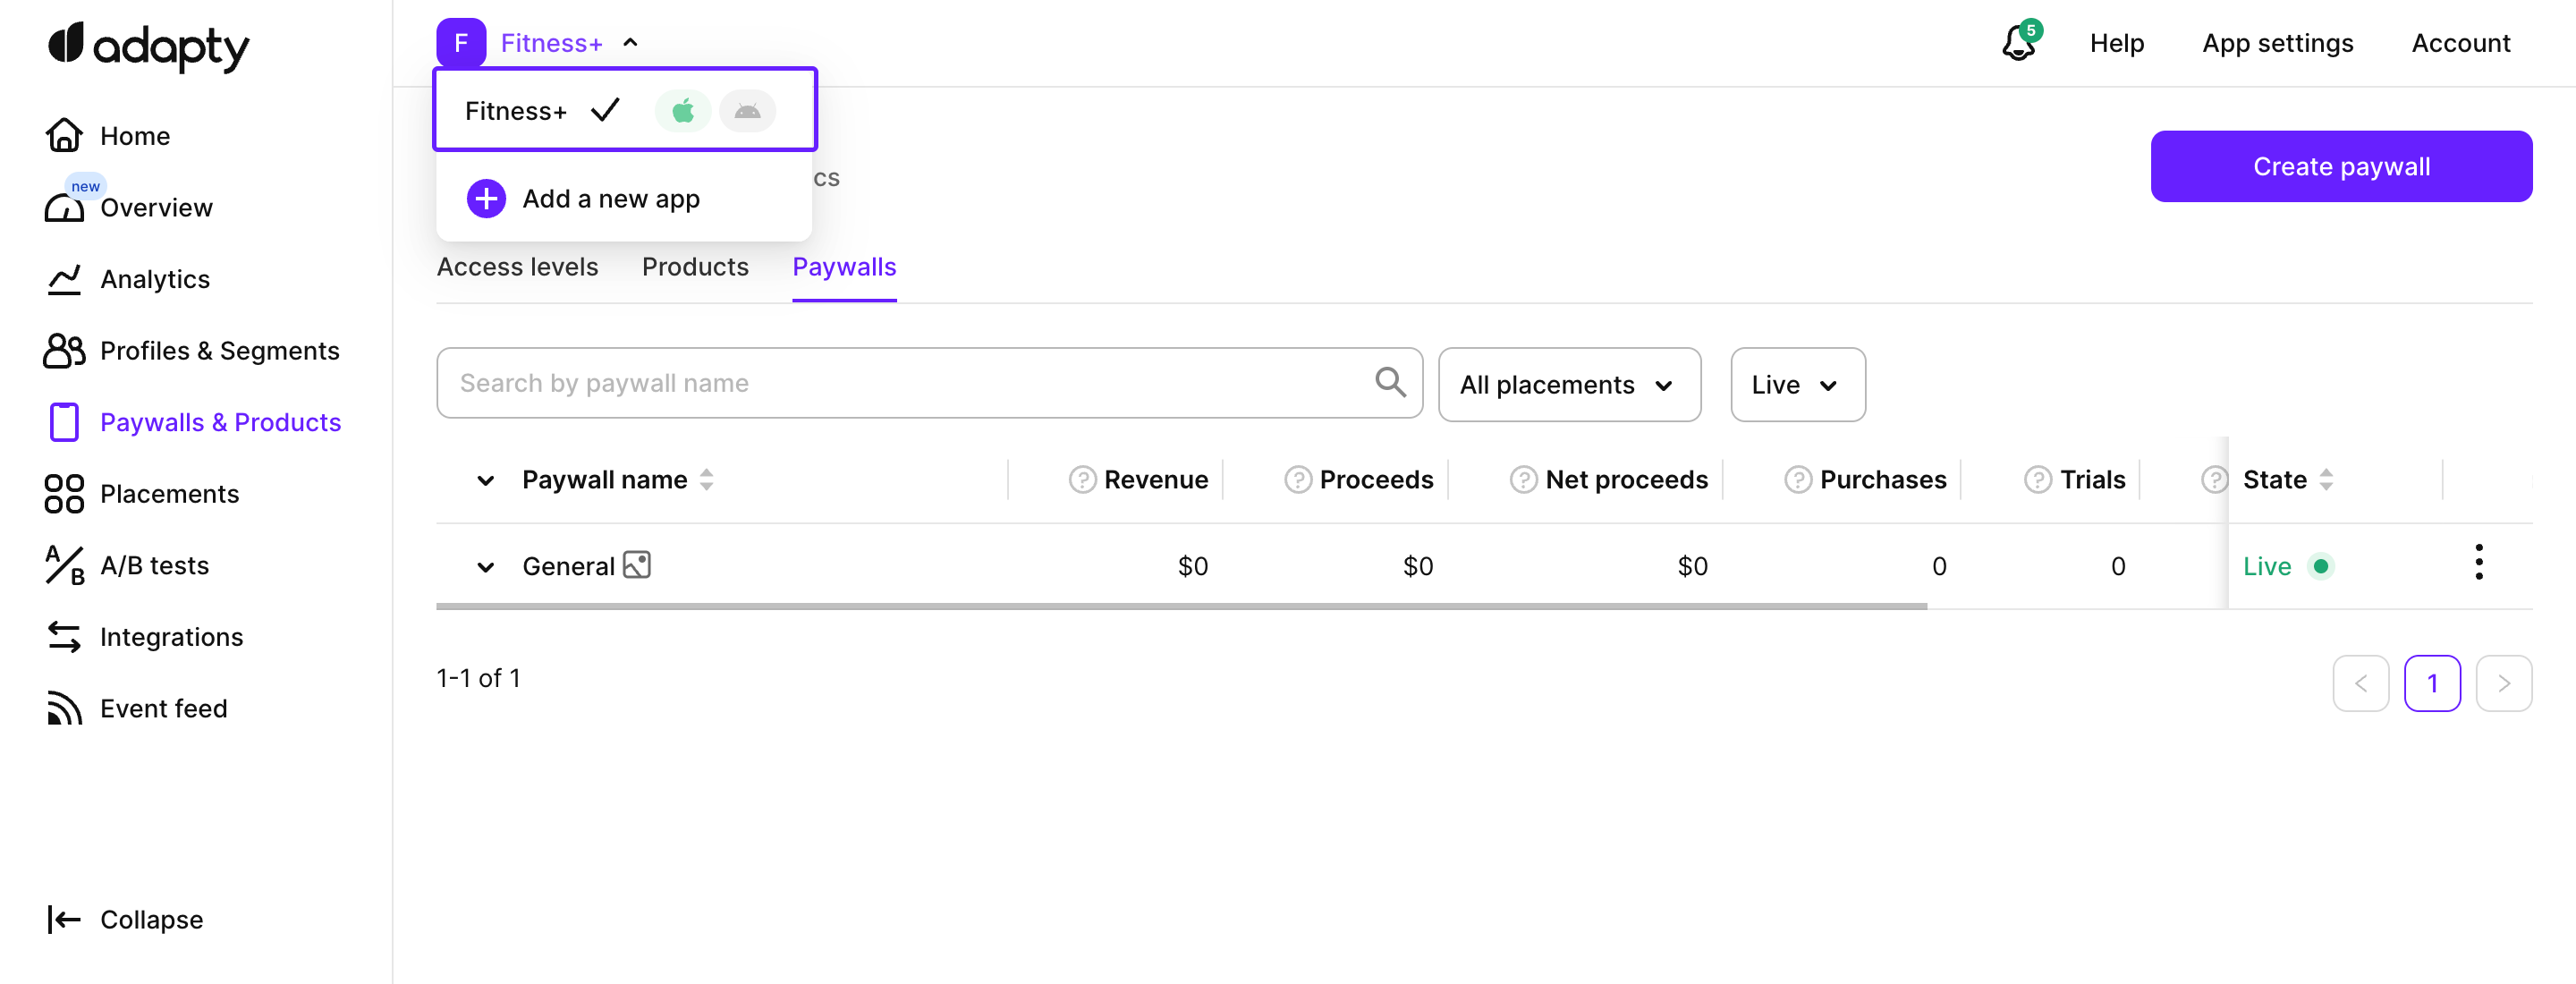 adapty
F Fitness+
5
Help
App settings
Account
Fitness+
Add a new app
cs
Create paywall
Home
new
Overview
Analytics
Profiles & Segments
Paywalls & Products
Placements
A/B
A/B tests
Integrations
Event feed
Collapse
Access levels
Products
Paywalls
Search by paywall name
All placements
Live
Paywall name
? Revenue
? Proceeds
? Net proceeds
? Purchases
? Trials
?
State
General
$0
$0
$0
0
0
Live
1-1 of 1
<
1
>